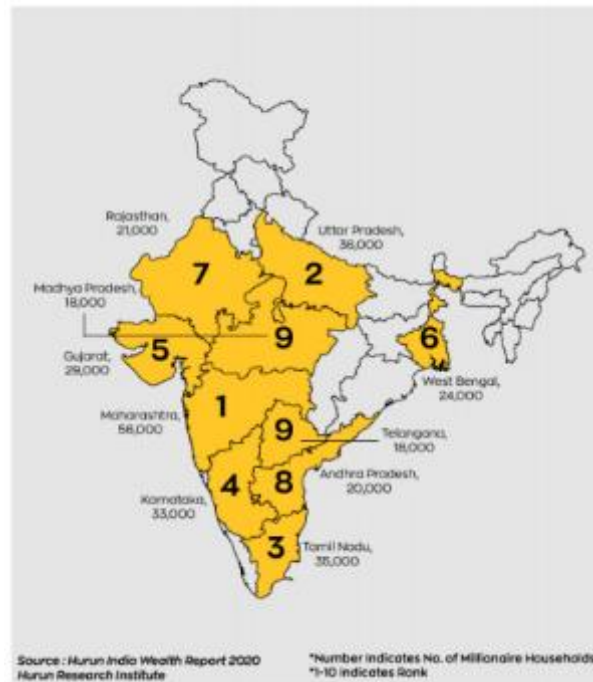 Rajasthan,
21,000
Uttar Pradesh,
36,000
7
2
Madhya Pradesh,
18,000
9
5
6
Gujarat,
29,000
West Bengal,
24,000
1
Maharashtra,
56,000
9
Telangana,
18,000
4
8
Andhra Pradesh,
20,000
Karnataka,
33,000
3
Tamil Nadu,
35,000
Source : Hurun India Wealth Report 2020
Hurun Research Institute
*Number Indicates No. of Millionaire Households
*1-10 indicates Rank